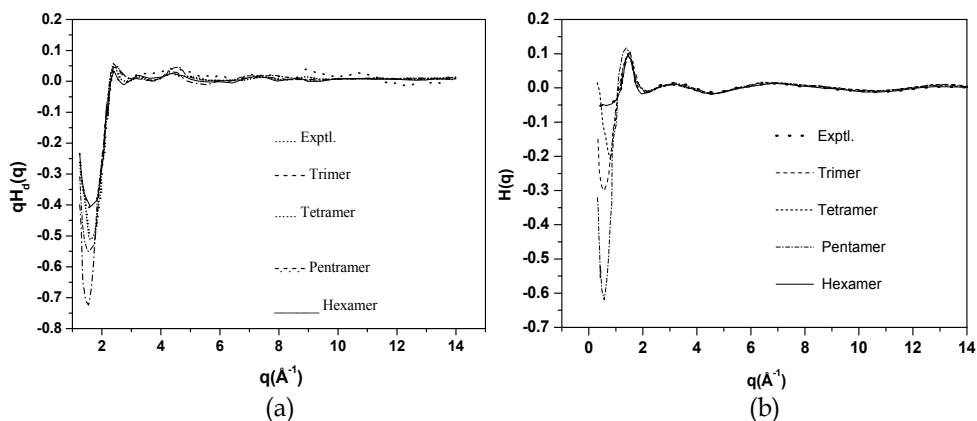 0.2
0.1
0.0
-0.1
-0.2
-0.3
-0.4
-0.5
-0.6
-0.7
-0.8
qH_d(q)
Exptl.
Trimer
Tetramer
Pentramer
Hexamer
2 4 6 8 10 12 14
q(Å⁻¹)
(a)
0.2
0.1
0.0
-0.1
-0.2
-0.3
-0.4
-0.5
-0.6
-0.7
H(q)
Exptl.
Trimer
Tetramer
Pentamer
Hexamer
0 2 4 6 8 10 12 14
q(Å⁻¹)
(b)